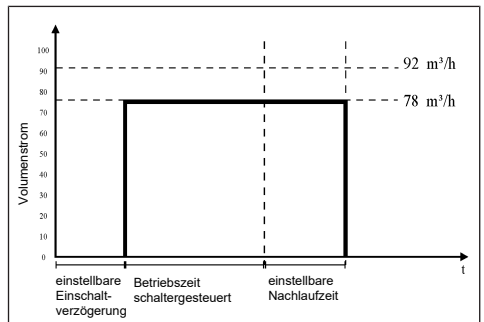 100
90
80
70
60
50
40
30
20
10
0
Volumenstrom
92 m³/h
78 m³/h
t
einstellbare
Einschalt-
verzögerung
Betriebszeit
schaltergesteuert
einstellbare
Nachlaufzeit